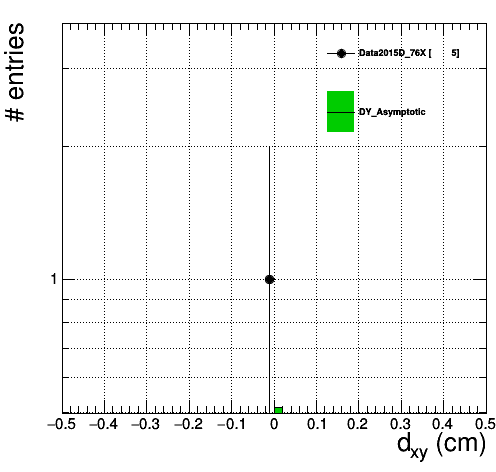 # entries
Data2015D_76X [ 5]
DY_Asymptotic
1
−0.5 −0.4 −0.3 −0.2 −0.1 0 0.1 0.2 0.3 0.4 0.5
dxy (cm)